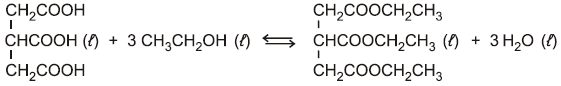 CH₂COOH CH₂COOCH₂CH₃
CHCOOH (ℓ) + 3 CH₃CH₂OH (ℓ) ⇌ CHCOOCH₂CH₃ (ℓ) + 3 H₂O (ℓ)
CH₂COOH CH₂COOCH₂CH₃